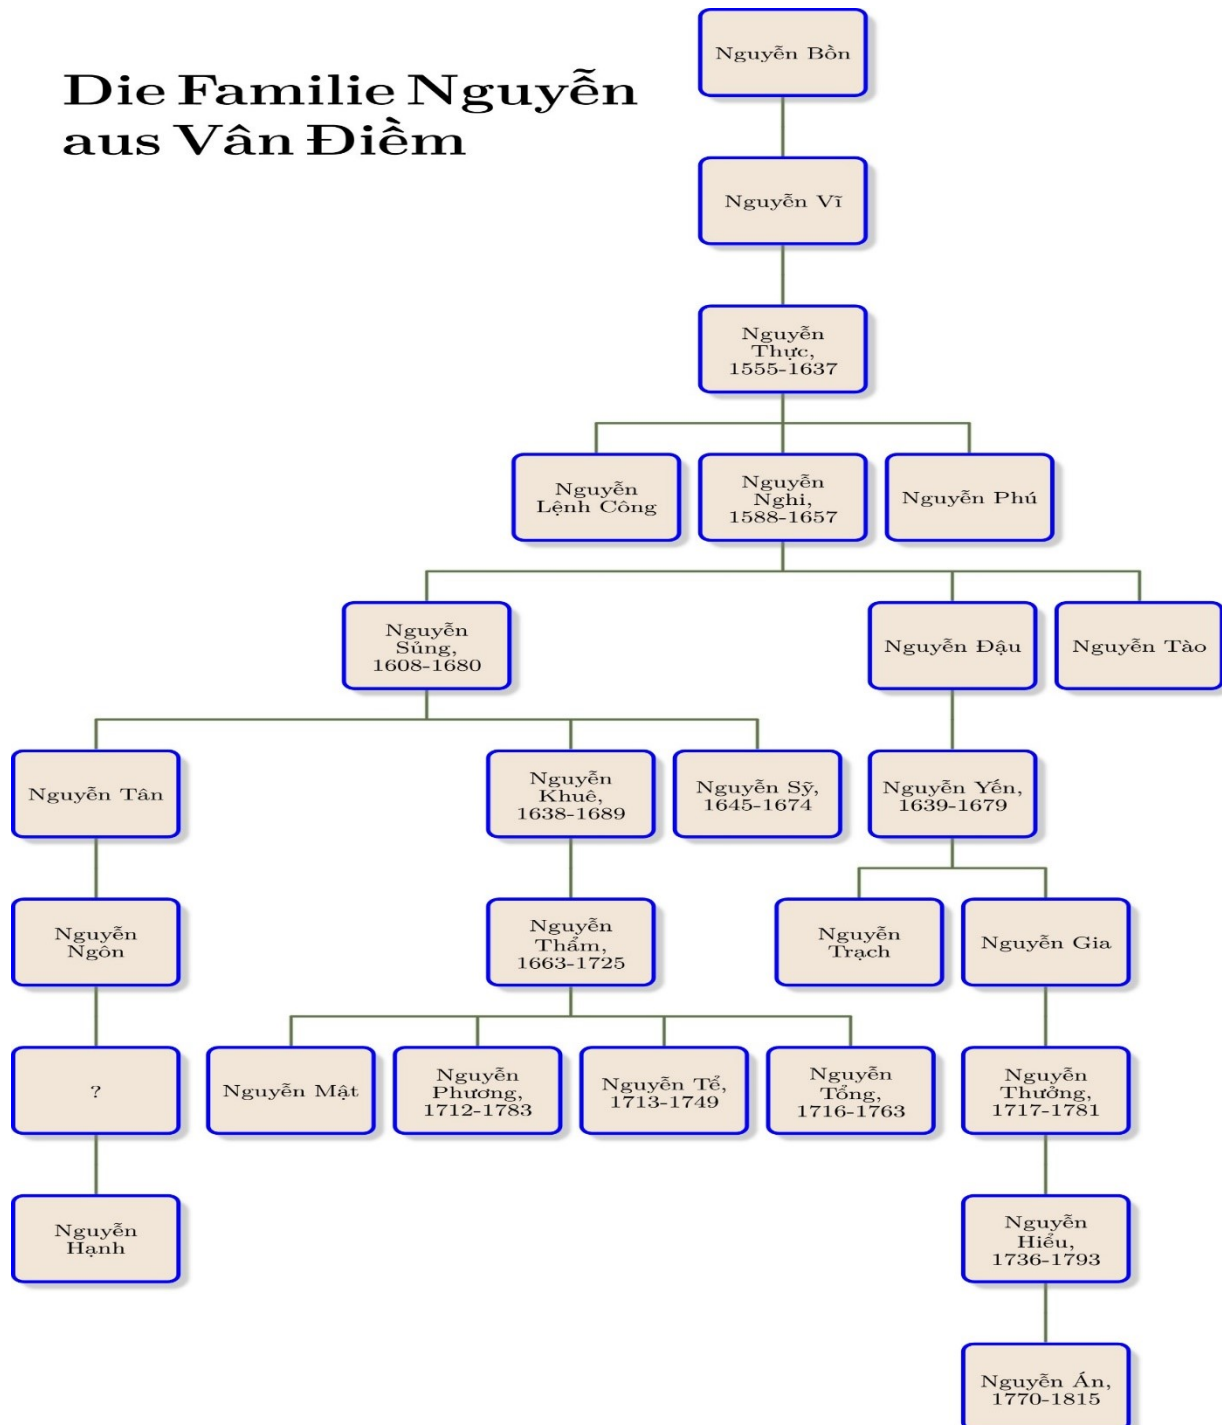 Die Familie Nguyễn
aus Vân Điềm
Nguyễn Bồn
Nguyễn Vĩ
Nguyễn
Thực,
1555-1637
Nguyễn
Lệnh Công
Nguyễn
Nghi,
1588-1657
Nguyễn Phú
Nguyễn
Sủng,
1608-1680
Nguyễn Đậu
Nguyễn Tào
Nguyễn Tân
Nguyễn
Khuê,
1638-1689
Nguyễn Sỹ,
1645-1674
Nguyễn Yến,
1639-1679
Nguyễn
Ngôn
Nguyễn
Thẩm,
1663-1725
Nguyễn
Trạch
Nguyễn Gia
?
Nguyễn Mật
Nguyễn
Phương,
1712-1783
Nguyễn Tể,
1713-1749
Nguyễn
Tổng,
1716-1763
Nguyễn
Thưởng,
1717-1781
Nguyễn
Hạnh
Nguyễn
Hiểu,
1736-1793
Nguyễn Án,
1770-1815